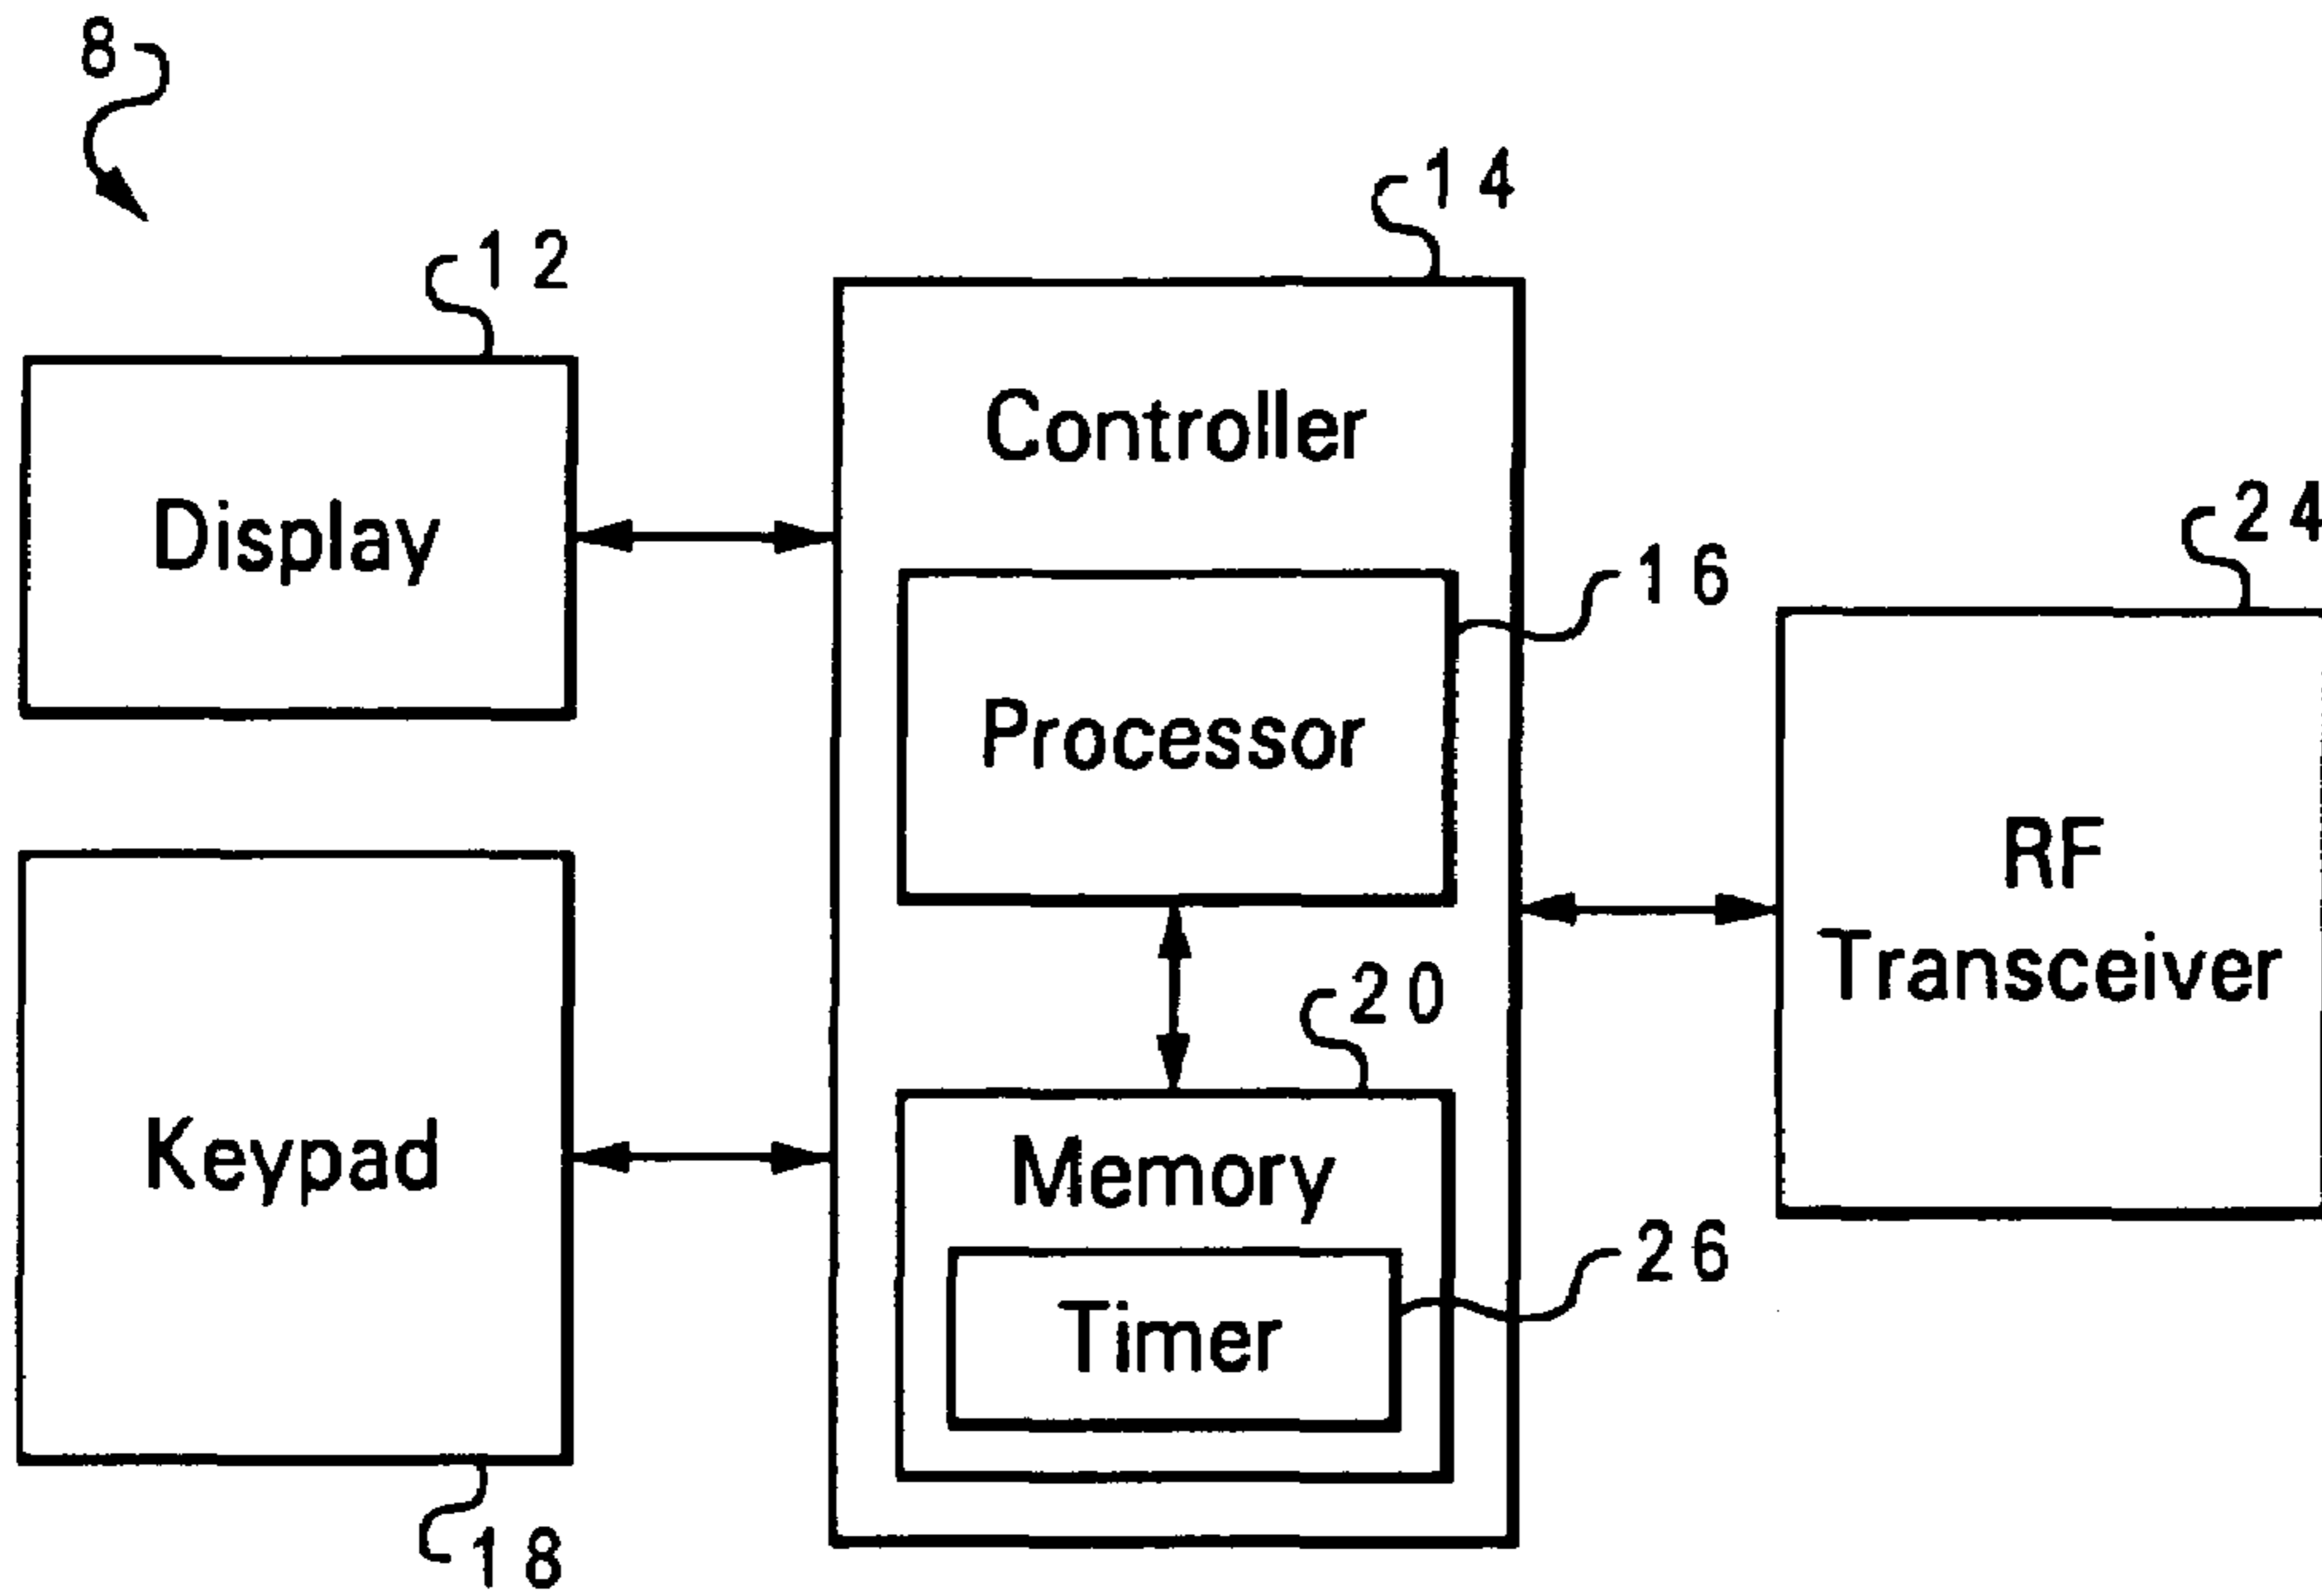 8
12
14
Display
Controller
24
16
Processor
RF
Transceiver
20
Keypad
Memory
26
Timer
18